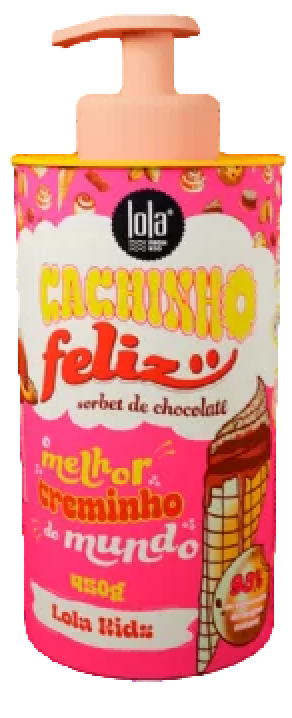 lola
CACHINHO
feliz
sorbet de chocolate
o
melhor
creminho
do mundo
450g
Lola Kids